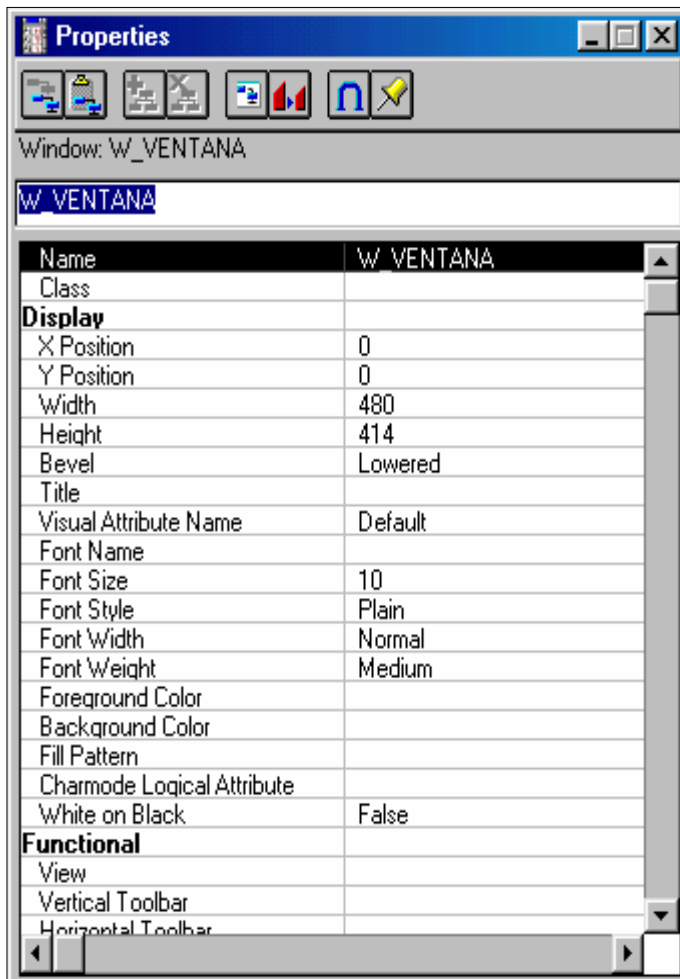 Properties
Window: W_VENTANA
W_VENTANA
Name W_VENTANA
Class
Display
X Position 0
Y Position 0
Width 480
Height 414
Bevel Lowered
Title
Visual Attribute Name Default
Font Name
Font Size 10
Font Style Plain
Font Width Normal
Font Weight Medium
Foreground Color
Background Color
Fill Pattern
Charmode Logical Attribute
White on Black False
Functional
View
Vertical Toolbar
Horizontal Toolbar